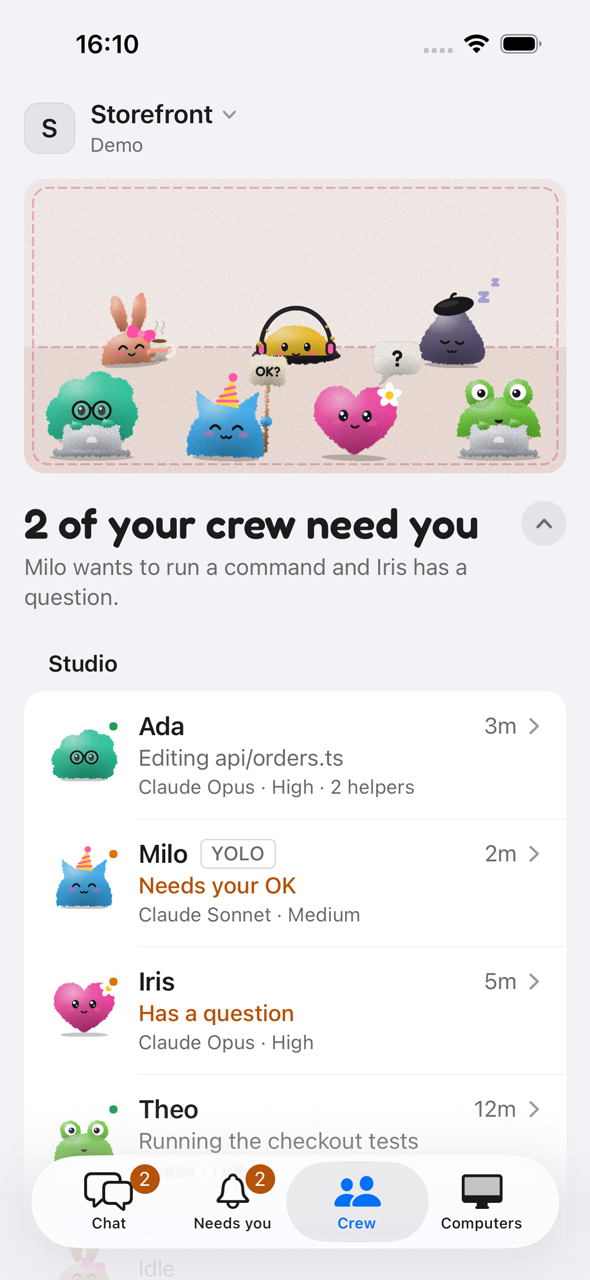 16:10
S
Storefront
Demo
z
z
OK?
?
2 of your crew need you
Milo wants to run a command and Iris has a
question.
Studio
Ada
3m
Editing api/orders.ts
Claude Opus · High · 2 helpers
Milo
YOLO
2m
Needs your OK
Claude Sonnet · Medium
Iris
5m
Has a question
Claude Opus · High
Theo
12m
Running the checkout tests
2
2
Chat
Needs you
Crew
Computers
Idle